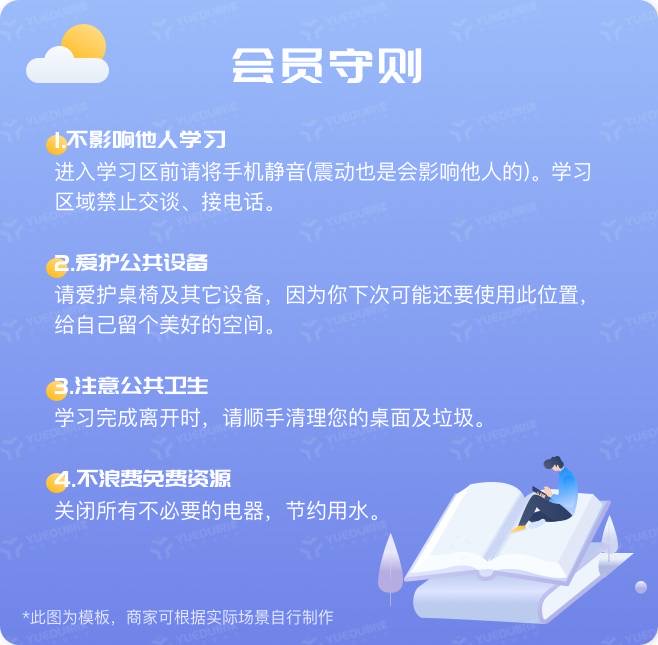 会员守则
1.不影响他人学习
进入学习区前请将手机静音(震动也是会影响他人的)。学习
区域禁止交谈、接电话。
2.爱护公共设备
请爱护桌椅及其它设备，因为你下次可能还要使用此位置，
给自己留个美好的空间。
3.注意公共卫生
学习完成离开时，请顺手清理您的桌面及垃圾。
4.不浪费免费资源
关闭所有不必要的电器，节约用水。
*此图为模板，商家可根据实际场景自行制作